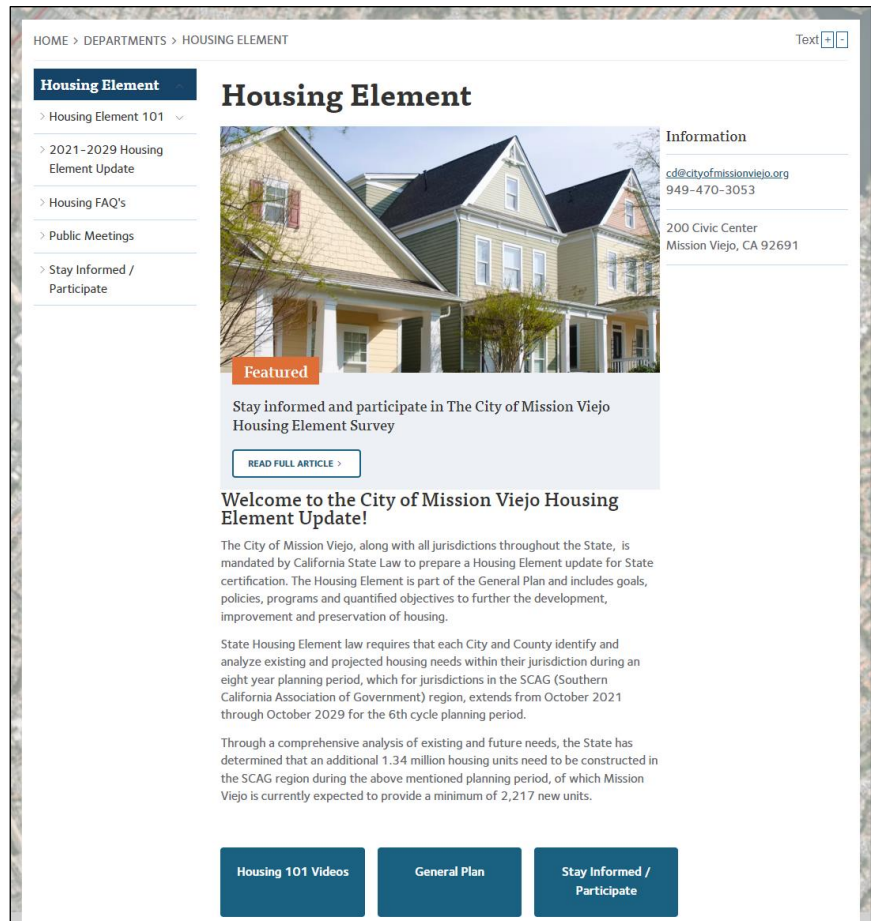 HOME > DEPARTMENTS > HOUSING ELEMENT
Text + -
Housing Element
> Housing Element 101
> 2021-2029 Housing
Element Update
> Housing FAQ's
> Public Meetings
> Stay Informed /
Participate
Housing Element
Featured
Stay informed and participate in The City of Mission Viejo
Housing Element Survey
READ FULL ARTICLE >
Information
cd@cityofmissionviejo.org
949-470-3053
200 Civic Center
Mission Viejo, CA 92691
Welcome to the City of Mission Viejo Housing
Element Update!
The City of Mission Viejo, along with all jurisdictions throughout the State, is
mandated by California State Law to prepare a Housing Element update for State
certification. The Housing Element is part of the General Plan and includes goals,
policies, programs and quantified objectives to further the development,
improvement and preservation of housing.
State Housing Element law requires that each City and County identify and
analyze existing and projected housing needs within their jurisdiction during an
eight year planning period, which for jurisdictions in the SCAG (Southern
California Association of Government) region, extends from October 2021
through October 2029 for the 6th cycle planning period.
Through a comprehensive analysis of existing and future needs, the State has
determined that an additional 1.34 million housing units need to be constructed in
the SCAG region during the above mentioned planning period, of which Mission
Viejo is currently expected to provide a minimum of 2,217 new units.
Housing 101 Videos
General Plan
Stay Informed /
Participate